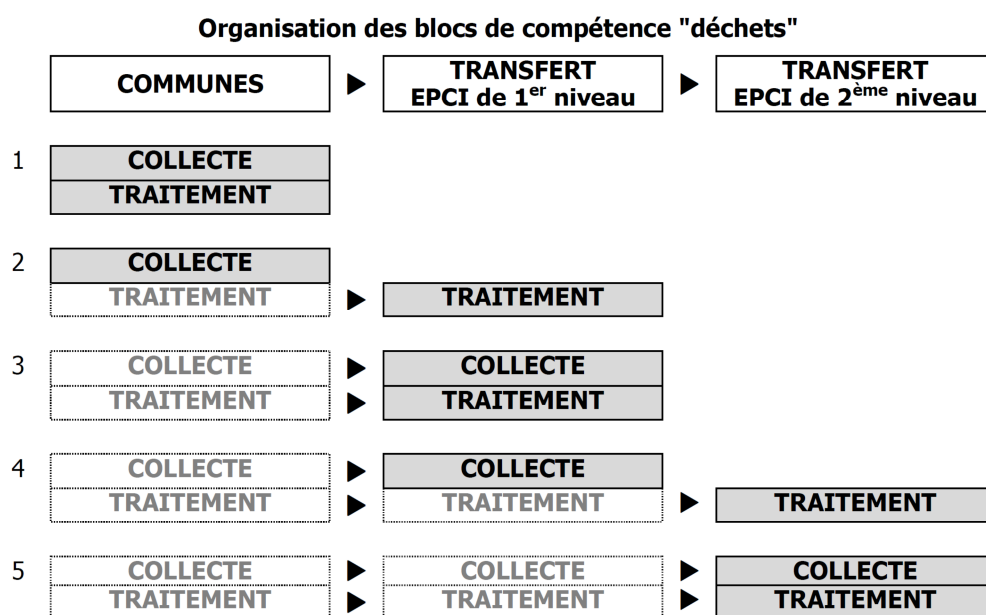 Organisation des blocs de compétence "déchets"
COMMUNES ► TRANSFERT EPCI de 1er niveau ► TRANSFERT EPCI de 2ème niveau
1 COLLECTE
TRAITEMENT
2 COLLECTE
TRAITEMENT ► TRAITEMENT
3 COLLECTE ► COLLECTE
TRAITEMENT ► TRAITEMENT
4 COLLECTE ► COLLECTE
TRAITEMENT ► TRAITEMENT ► TRAITEMENT
5 COLLECTE ► COLLECTE ► COLLECTE
TRAITEMENT ► TRAITEMENT ► TRAITEMENT